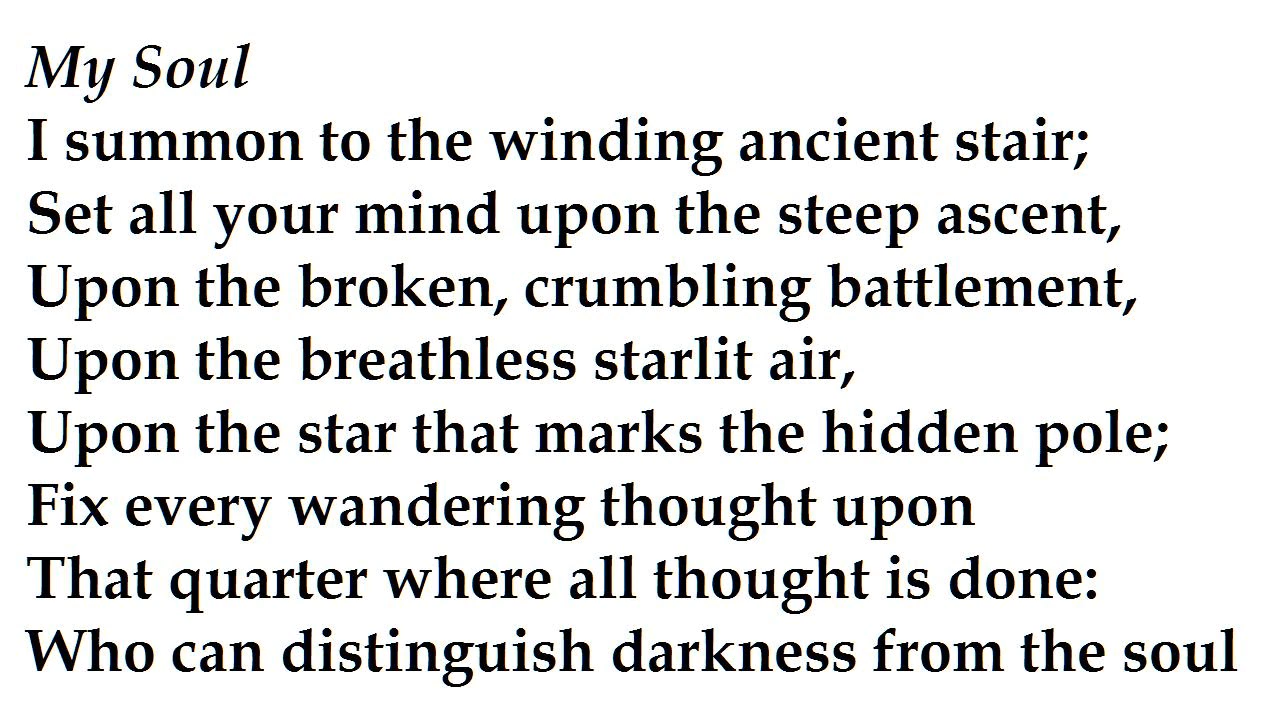 My Soul
I summon to the winding ancient stair;
Set all your mind upon the steep ascent,
Upon the broken, crumbling battlement,
Upon the breathless starlit air,
Upon the star that marks the hidden pole;
Fix every wandering thought upon
That quarter where all thought is done:
Who can distinguish darkness from the soul